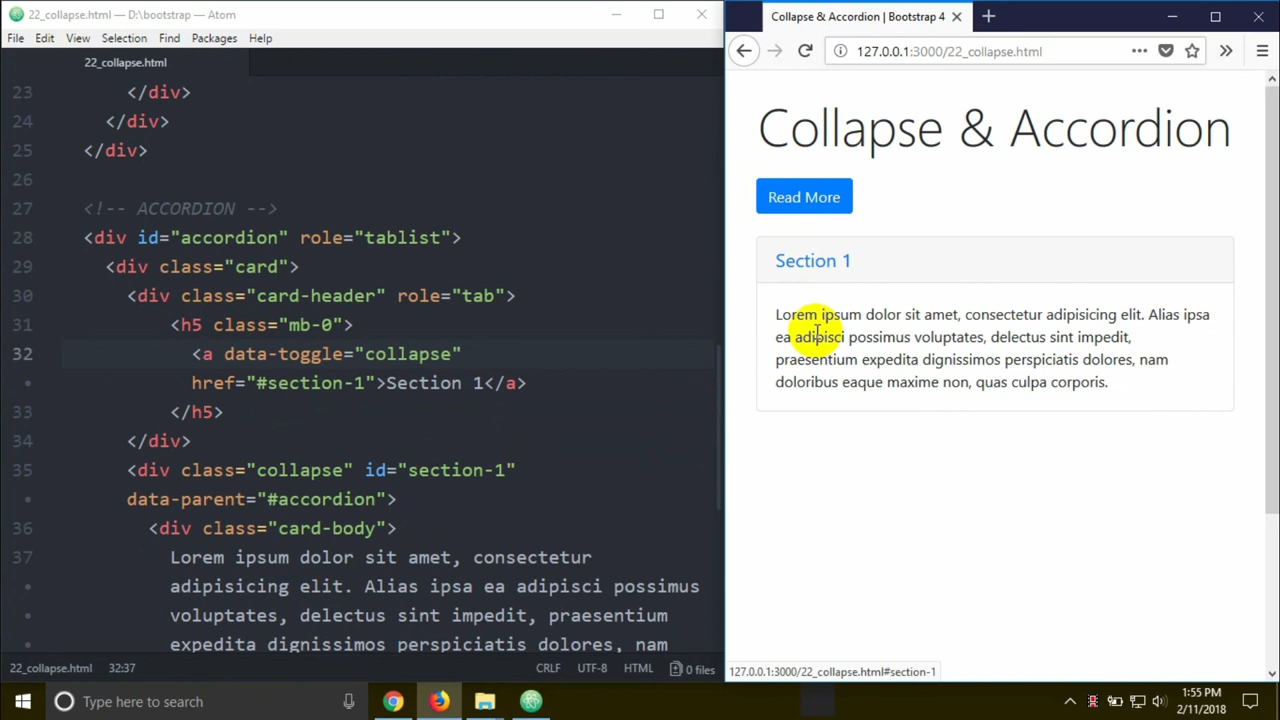 22_collapse.html — D:\bootstrap — Atom
File Edit View Selection Find Packages Help
22_collapse.html
23 </div>
24 </div>
25 </div>
26
27 <!-- ACCORDION -->
28 <div id="accordion" role="tablist">
29 <div class="card">
30 <div class="card-header" role="tab">
31 <h5 class="mb-0">
32 <a data-toggle="collapse"
href="#section-1">Section 1</a>
33 </h5>
34 </div>
35 <div class="collapse" id="section-1"
data-parent="#accordion">
36 <div class="card-body">
37 Lorem ipsum dolor sit amet, consectetur
adipisicing elit. Alias ipsa ea adipisci possimus
voluptates, delectus sint impedit, praesentium
expedita dignissimos perspiciatis dolores, nam
22_collapse.html 32:37 CRLF UTF-8 HTML 0 files
Collapse & Accordion | Bootstrap 4
127.0.0.1:3000/22_collapse.html
Collapse & Accordion
Read More
Section 1
Lorem ipsum dolor sit amet, consectetur adipisicing elit. Alias ipsa
ea adipisci possimus voluptates, delectus sint impedit,
praesentium expedita dignissimos perspiciatis dolores, nam
doloribus eaque maxime non, quas culpa corporis.
127.0.0.1:3000/22_collapse.html#section-1
Type here to search
1:55 PM
2/11/2018